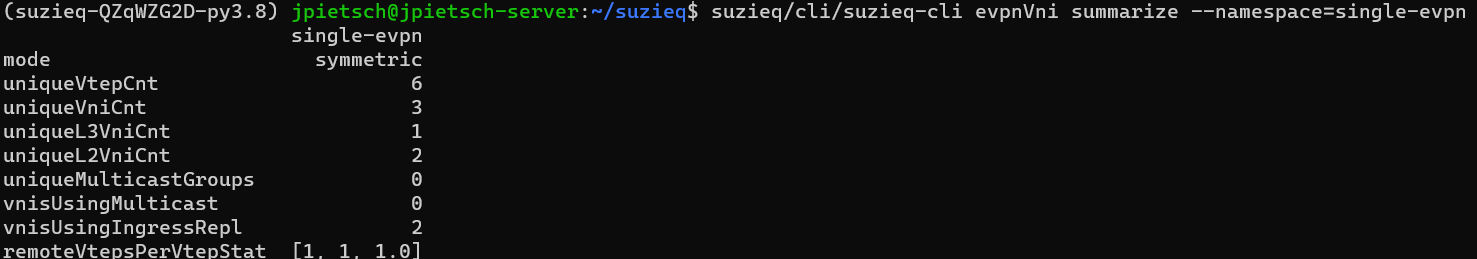 (suzieq-QZqWZG2D-py3.8) jpietsch@jpietsch-server:~/suzieq$ suzieq/cli/suzieq-cli evpnVni summarize --namespace=single-evpn
single-evpn
mode symmetric
uniqueVtepCnt 6
uniqueVniCnt 3
uniqueL3VniCnt 1
uniqueL2VniCnt 2
uniqueMulticastGroups 0
vnisUsingMulticast 0
vnisUsingIngressRepl 2
remoteVtepsPerVtepStat [1, 1, 1.0]